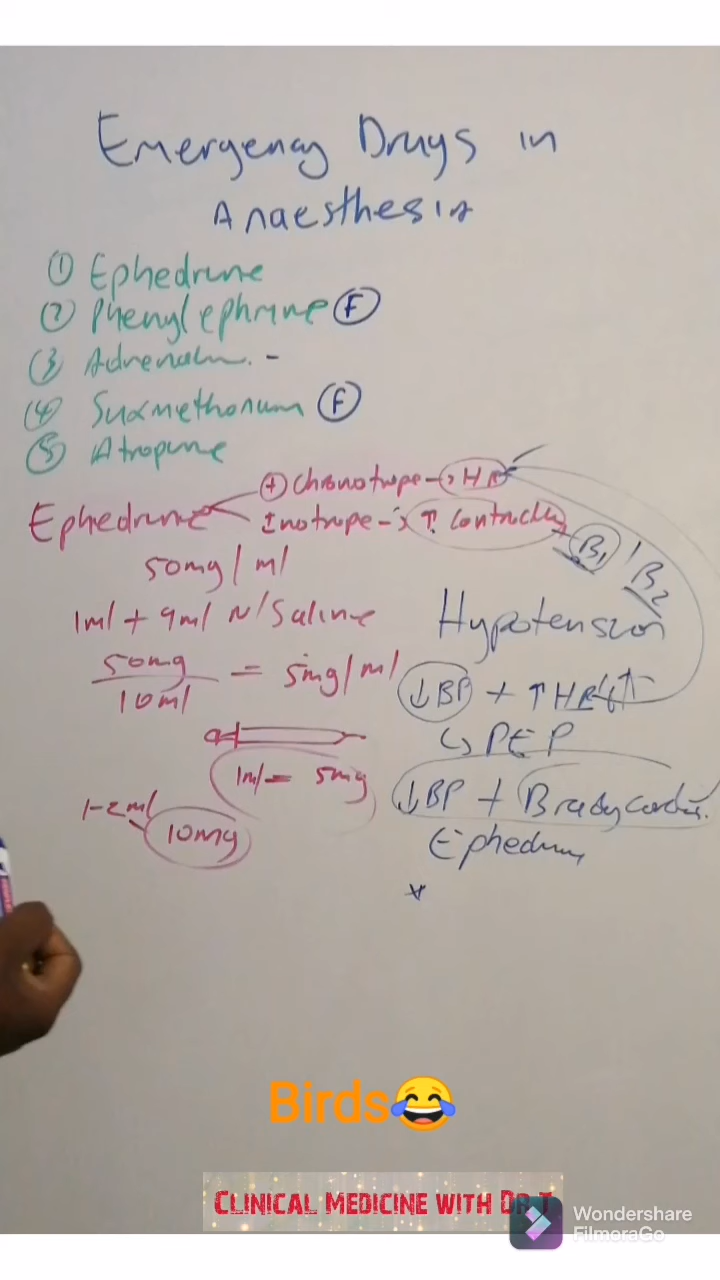 Emergency Drugs in
Anaesthesia
① Ephedrine
② Phenylephrine Ⓕ
③ Adrenalin. -
④ Suxmethonium Ⓕ
⑤ Atropine
Ephedrine
⊕ Chronotrope -> HR
Inotrope -> ↑ Contractility
B₁ / B₂
50mg/ml
1ml + 9ml N/Saline
50mg
10ml
= 5mg/ml
1ml = 5mg
1-2ml
10mg
Hypotension
↓BP + ↑HR
↳ PEP
↓BP + Bradycardia.
Ephedrine
*
Birds😂
CLINICAL MEDICINE WITH DR T
Wondershare
FilmoraGo